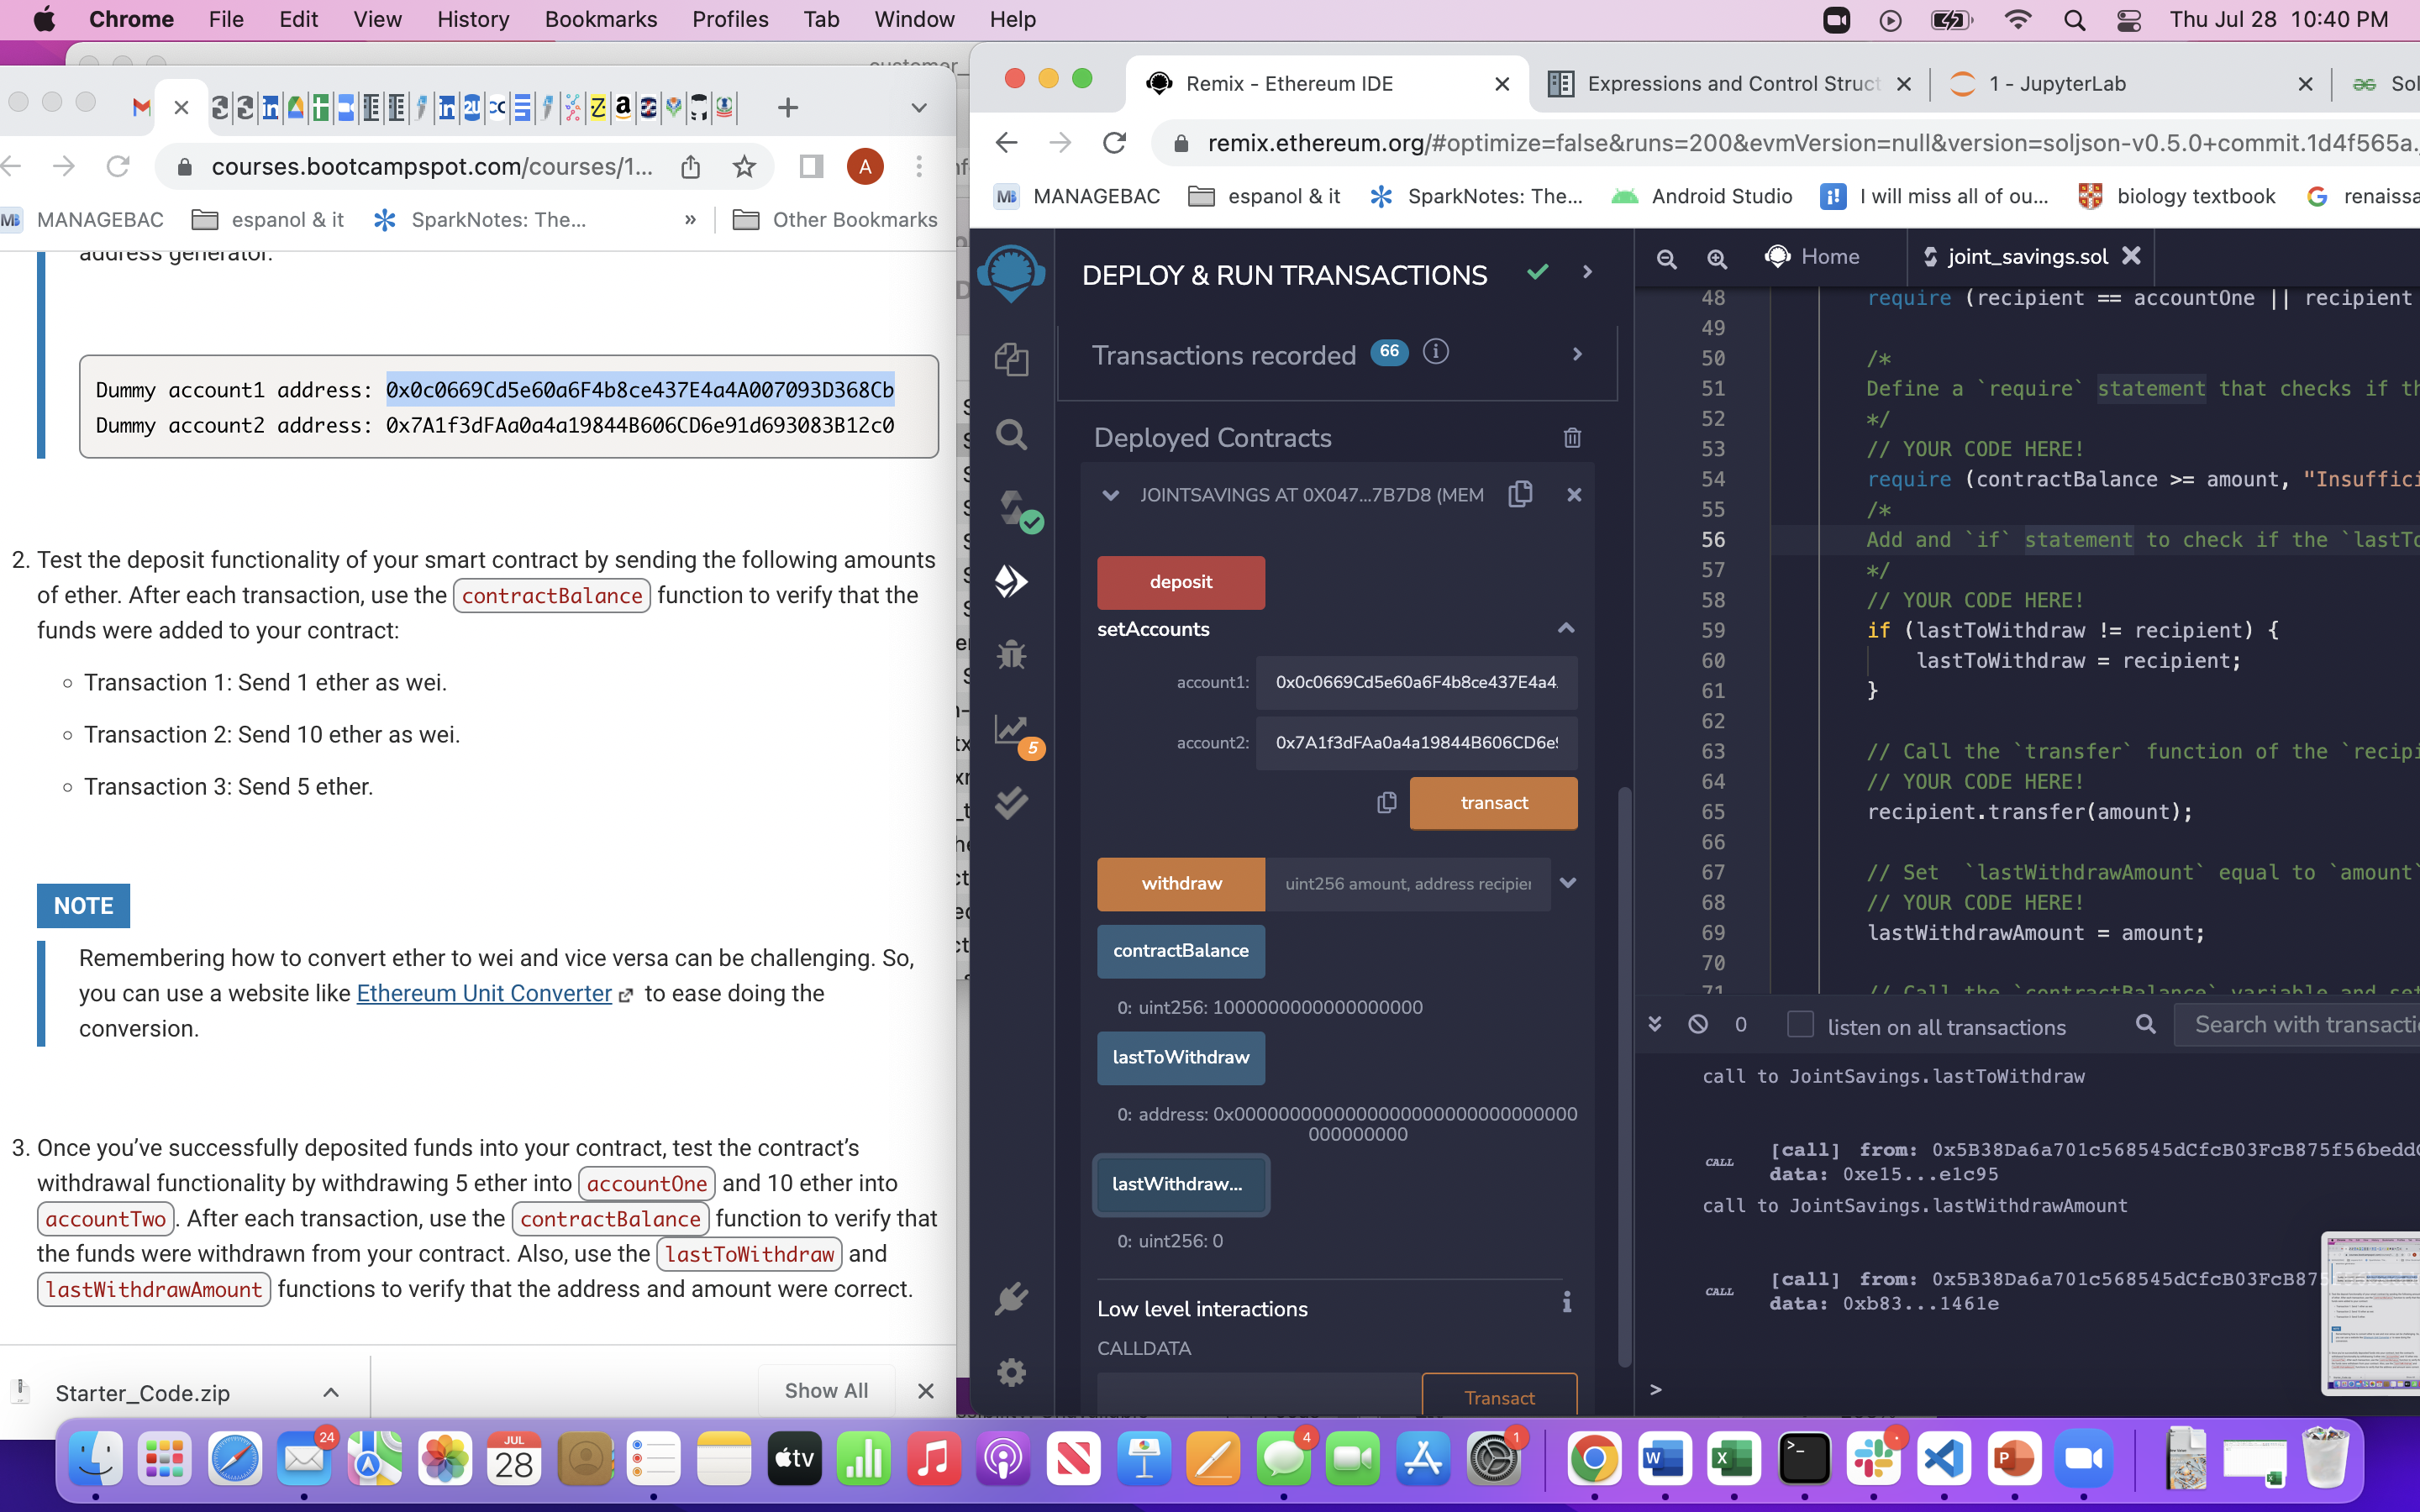 Chrome File Edit View History Bookmarks Profiles Tab Window Help Thu Jul 28 10:40 PM
courses.bootcampspot.com/courses/1... A
MANAGEBAC espanol & it SparkNotes: The... » Other Bookmarks
address generator.
Dummy account1 address: 0x0c0669Cd5e60a6F4b8ce437E4a4A007093D368Cb
Dummy account2 address: 0x7A1f3dFAa0a4a19844B606CD6e91d693083B12c0
2. Test the deposit functionality of your smart contract by sending the following amounts
of ether. After each transaction, use the contractBalance function to verify that the
funds were added to your contract:
Transaction 1: Send 1 ether as wei.
Transaction 2: Send 10 ether as wei.
Transaction 3: Send 5 ether.
NOTE
Remembering how to convert ether to wei and vice versa can be challenging. So,
you can use a website like Ethereum Unit Converter to ease doing the
conversion.
3. Once you’ve successfully deposited funds into your contract, test the contract’s
withdrawal functionality by withdrawing 5 ether into accountOne and 10 ether into
accountTwo. After each transaction, use the contractBalance function to verify that
the funds were withdrawn from your contract. Also, use the lastToWithdraw and
lastWithdrawAmount functions to verify that the address and amount were correct.
Starter_Code.zip Show All
Remix - Ethereum IDE Expressions and Control Struct 1 - JupyterLab Sol
remix.ethereum.org/#optimize=false&runs=200&evmVersion=null&version=soljson-v0.5.0+commit.1d4f565a.
MANAGEBAC espanol & it SparkNotes: The... Android Studio I will miss all of ou... biology textbook renaissa
DEPLOY & RUN TRANSACTIONS
Transactions recorded 66
Deployed Contracts
JOINTSAVINGS AT 0X047...7B7D8 (MEM
deposit
setAccounts
account1: 0x0c0669Cd5e60a6F4b8ce437E4a4
account2: 0x7A1f3dFAa0a4a19844B606CD6e
transact
withdraw uint256 amount, address recipier
contractBalance
0: uint256: 1000000000000000000
lastToWithdraw
0: address: 0x0000000000000000000000000000000
000000000
lastWithdraw...
0: uint256: 0
Low level interactions
CALLDATA
Transact
5
Home joint_savings.sol
48 require (recipient == accountOne || recipient
49
50 /*
51 Define a `require` statement that checks if th
52 */
53 // YOUR CODE HERE!
54 require (contractBalance >= amount, "Insuffici
55 /*
56 Add and `if` statement to check if the `lastTo
57 */
58 // YOUR CODE HERE!
59 if (lastToWithdraw != recipient) {
60 lastToWithdraw = recipient;
61 }
62
63 // Call the `transfer` function of the `recipi
64 // YOUR CODE HERE!
65 recipient.transfer(amount);
66
67 // Set `lastWithdrawAmount` equal to `amount`
68 // YOUR CODE HERE!
69 lastWithdrawAmount = amount;
70
71 // Call the `contractBalance` variable and set
0 listen on all transactions Search with transacti
call to JointSavings.lastToWithdraw
CALL [call] from: 0x5B38Da6a701c568545dCfcB03FcB875f56bedd
data: 0xe15...e1c95
call to JointSavings.lastWithdrawAmount
CALL [call] from: 0x5B38Da6a701c568545dCfcB03FcB875
data: 0xb83...1461e
>
24 JUL 28 tv 4 1